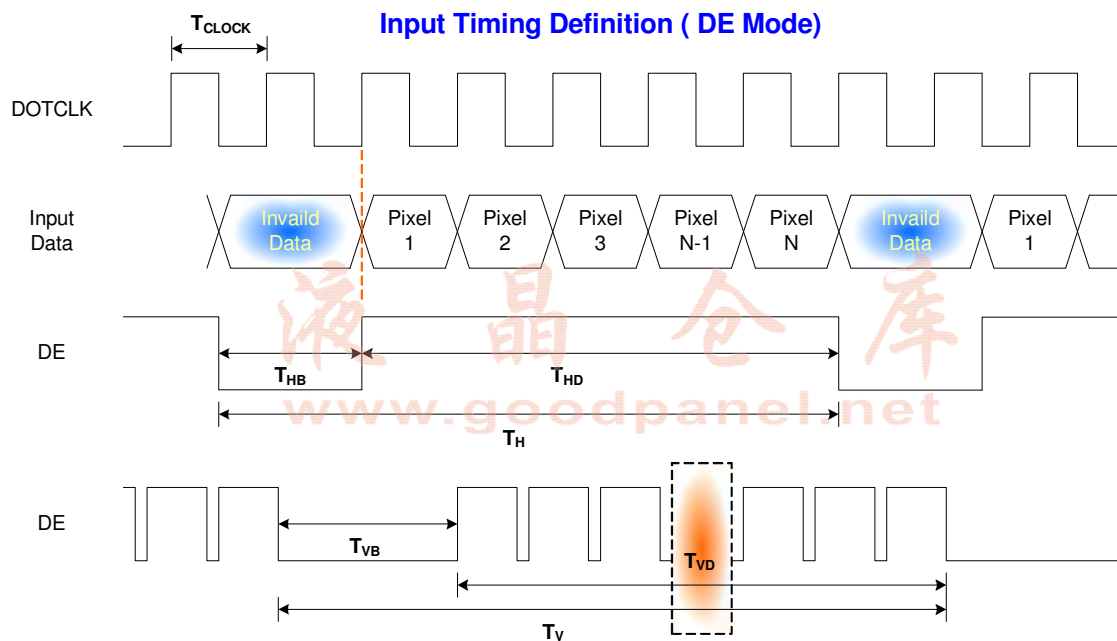 Input Timing Definition ( DE Mode)
TCLOCK
DOTCLK
Input
Data
Invaild
Data
Pixel
1
Pixel
2
Pixel
3
Pixel
N-1
Pixel
N
Invaild
Data
Pixel
1
液晶仓库
DE
THB
THD
www.goodpanel.net
TH
DE
TVB
TVD
TV